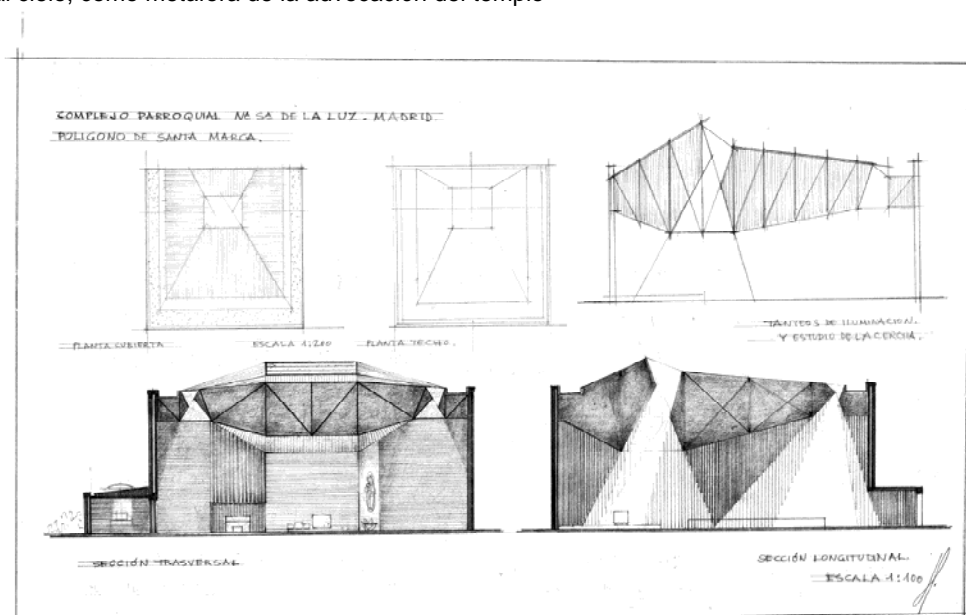 al cielo, como metáfora de la advocación del templo
COMPLEJO PARROQUIAL Nª Sª DE LA LUZ - MADRID.
POLIGONO DE SANTA MARCA.
PLANTA CUBIERTA ESCALA 1:200 PLANTA TECHO.
TANTEOS DE ILUMINACION.
Y ESTUDIO DE LA CERCHA.
SECCIÓN TRASVERSAL
SECCIÓN LONGITUDINAL.
ESCALA 1:100